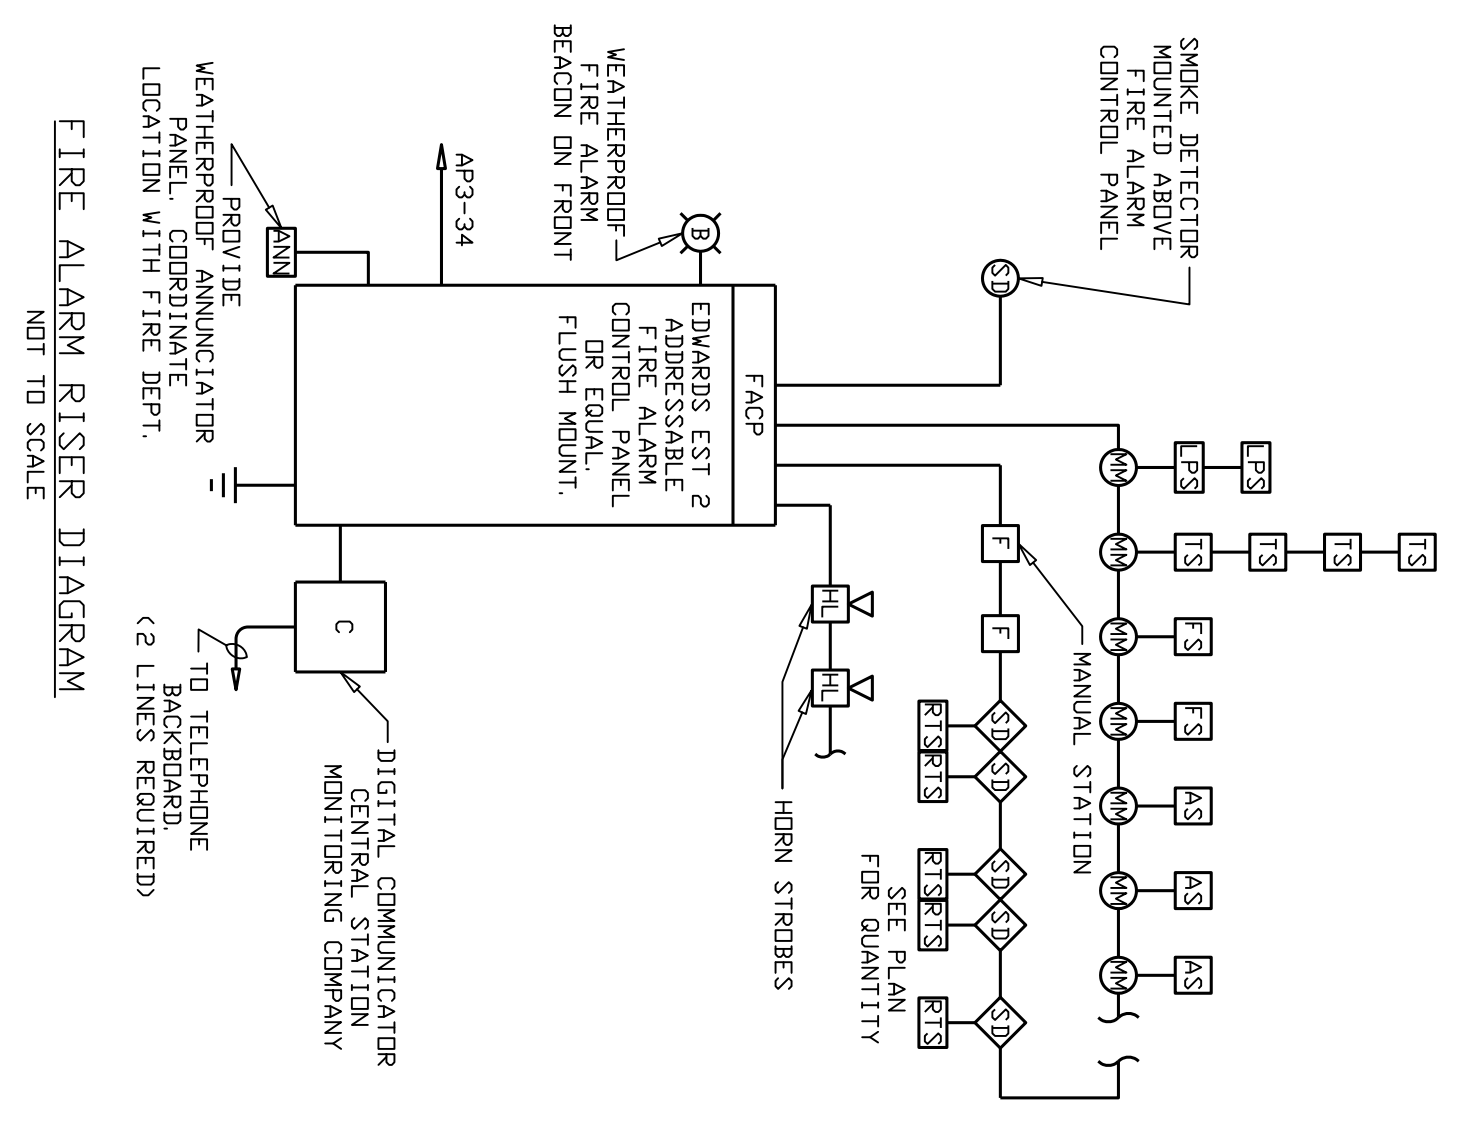 SMOKE DETECTOR
MOUNTED ABOVE
FIRE ALARM
CONTROL PANEL
SD
LPS
LPS
TS
TS
TS
TS
FS
FS
AS
AS
AS
MM
MM
MM
MM
MM
MM
MM
MANUAL STATION
F
F
SD
SD
SD
SD
SD
RTS
RTS
RTS
RTS
RTS
SEE PLAN
FOR QUANTITY
HL
HL
HORN STROBES
WEATHERPROOF
FIRE ALARM
BEACON ON FRONT
B
FACP
EDWARDS EST 2
ADDRESSABLE
FIRE ALARM
CONTROL PANEL
OR EQUAL.
FLUSH MOUNT.
AP3-34
ANN
PROVIDE
WEATHERPROOF ANNUNCIATOR
PANEL. COORDINATE
LOCATION WITH FIRE DEPT.
C
DIGITAL COMMUNICATOR
CENTRAL STATION
MONITORING COMPANY
TO TELEPHONE
BACKBOARD.
(2 LINES REQUIRED)
FIRE ALARM RISER DIAGRAM
NOT TO SCALE